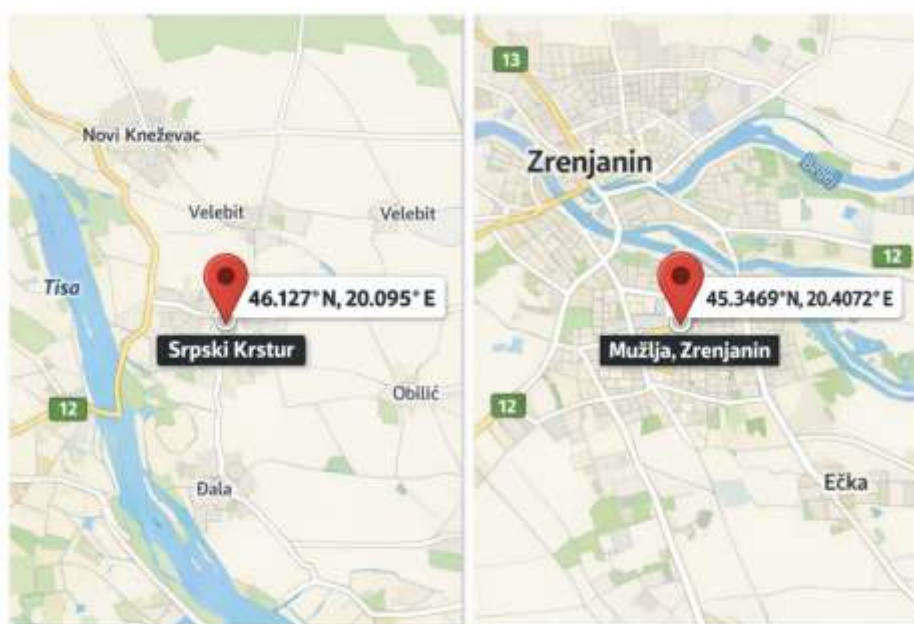 Novi Kneževac
Velebit
Velebit
Tisa
46.127° N, 20.095° E
Srpski Krstur
Obilić
12
Đala
13
Zrenjanin
12
45.3469°N, 20.4072° E
Mužlja, Zrenjanin
12
Ečka